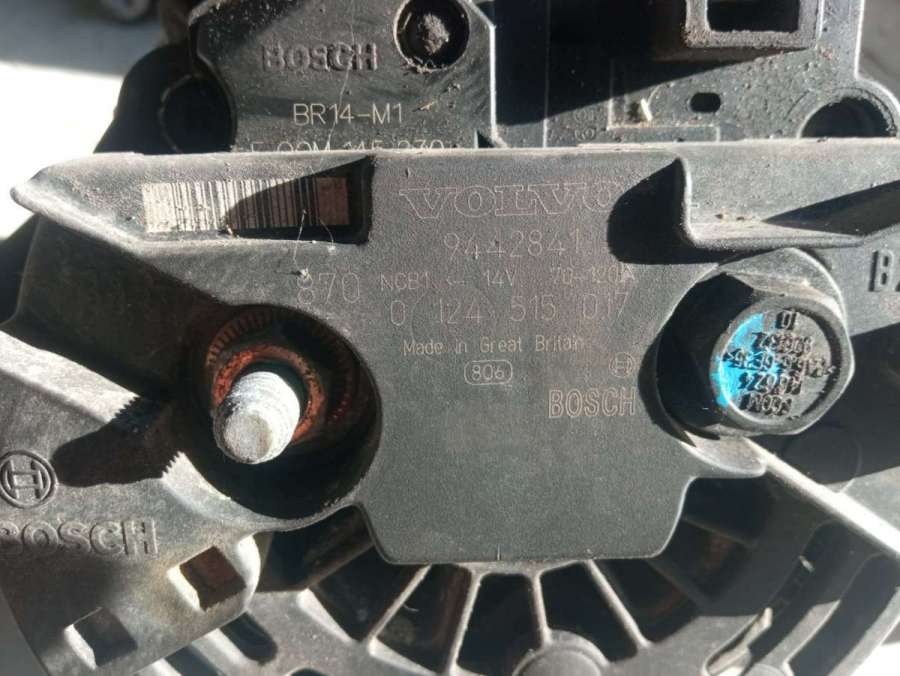 BOSCH
BR14-M1
VOLVO
9442841
870 NCB1 14V 70-120A
0 124 515 017
Made in Great Britain
806
BOSCH
BOSCH